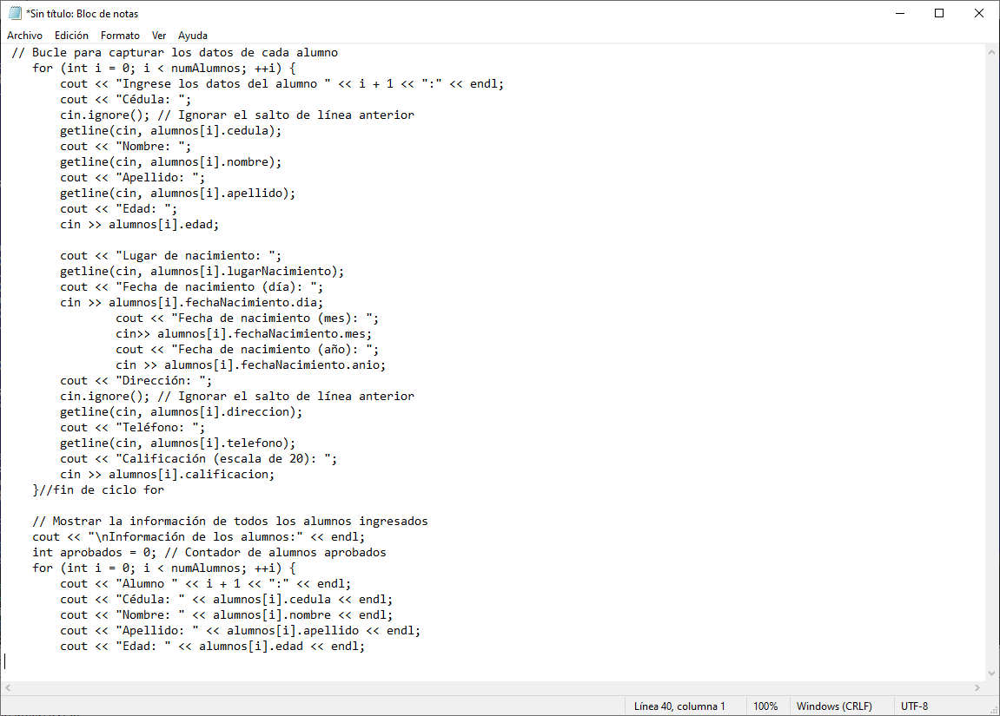 *Sin título: Bloc de notas
Archivo Edición Formato Ver Ayuda
// Bucle para capturar los datos de cada alumno
for (int i = 0; i < numAlumnos; ++i) {
cout << "Ingrese los datos del alumno " << i + 1 << ":" << endl;
cout << "Cédula: ";
cin.ignore(); // Ignorar el salto de línea anterior
getline(cin, alumnos[i].cedula);
cout << "Nombre: ";
getline(cin, alumnos[i].nombre);
cout << "Apellido: ";
getline(cin, alumnos[i].apellido);
cout << "Edad: ";
cin >> alumnos[i].edad;
cout << "Lugar de nacimiento: ";
getline(cin, alumnos[i].lugarNacimiento);
cout << "Fecha de nacimiento (día): ";
cin >> alumnos[i].fechaNacimiento.dia;
cout << "Fecha de nacimiento (mes): ";
cin>> alumnos[i].fechaNacimiento.mes;
cout << "Fecha de nacimiento (año): ";
cin >> alumnos[i].fechaNacimiento.anio;
cout << "Dirección: ";
cin.ignore(); // Ignorar el salto de línea anterior
getline(cin, alumnos[i].direccion);
cout << "Teléfono: ";
getline(cin, alumnos[i].telefono);
cout << "Calificación (escala de 20): ";
cin >> alumnos[i].calificacion;
}//fin de ciclo for
// Mostrar la información de todos los alumnos ingresados
cout << "\nInformación de los alumnos:" << endl;
int aprobados = 0; // Contador de alumnos aprobados
for (int i = 0; i < numAlumnos; ++i) {
cout << "Alumno " << i + 1 << ":" << endl;
cout << "Cédula: " << alumnos[i].cedula << endl;
cout << "Nombre: " << alumnos[i].nombre << endl;
cout << "Apellido: " << alumnos[i].apellido << endl;
cout << "Edad: " << alumnos[i].edad << endl;
Línea 40, columna 1 100% Windows (CRLF) UTF-8